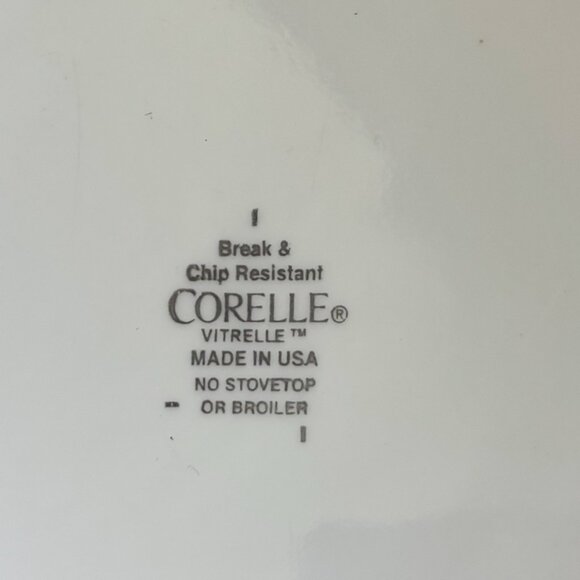 Break &
Chip Resistant
CORELLE®
VITRELLE™
MADE IN USA
NO STOVETOP
OR BROILER